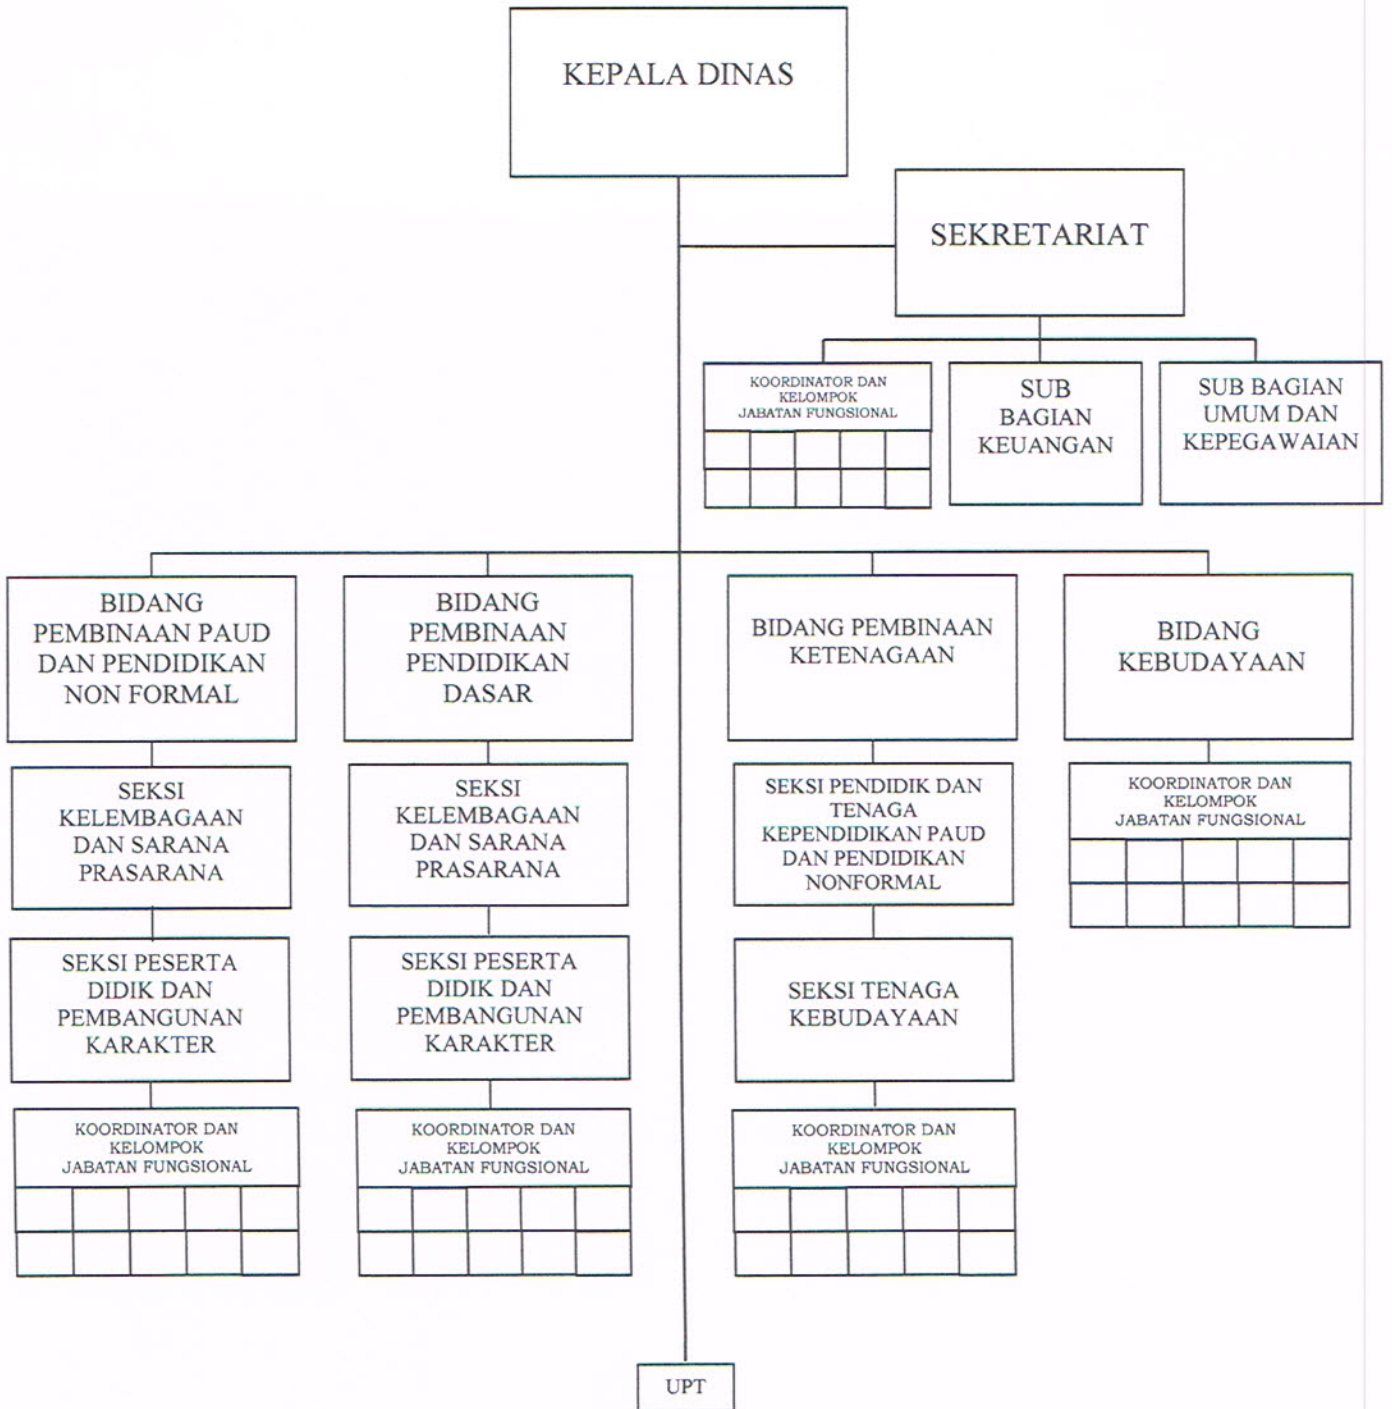 KEPALA DINAS
SEKRETARIAT
KOORDINATOR DAN
KELOMPOK
JABATAN FUNGSIONAL
SUB
BAGIAN
KEUANGAN
SUB BAGIAN
UMUM DAN
KEPEGAWAIAN
BIDANG
PEMBINAAN PAUD
DAN PENDIDIKAN
NON FORMAL
BIDANG
PEMBINAAN
PENDIDIKAN
DASAR
BIDANG PEMBINAAN
KETENAGAAN
BIDANG
KEBUDAYAAN
SEKSI
KELEMBAGAAN
DAN SARANA
PRASARANA
SEKSI
KELEMBAGAAN
DAN SARANA
PRASARANA
SEKSI PENDIDIK DAN
TENAGA
KEPENDIDIKAN PAUD
DAN PENDIDIKAN
NONFORMAL
KOORDINATOR DAN
KELOMPOK
JABATAN FUNGSIONAL
SEKSI PESERTA
DIDIK DAN
PEMBANGUNAN
KARAKTER
SEKSI PESERTA
DIDIK DAN
PEMBANGUNAN
KARAKTER
SEKSI TENAGA
KEBUDAYAAN
KOORDINATOR DAN
KELOMPOK
JABATAN FUNGSIONAL
KOORDINATOR DAN
KELOMPOK
JABATAN FUNGSIONAL
KOORDINATOR DAN
KELOMPOK
JABATAN FUNGSIONAL
UPT